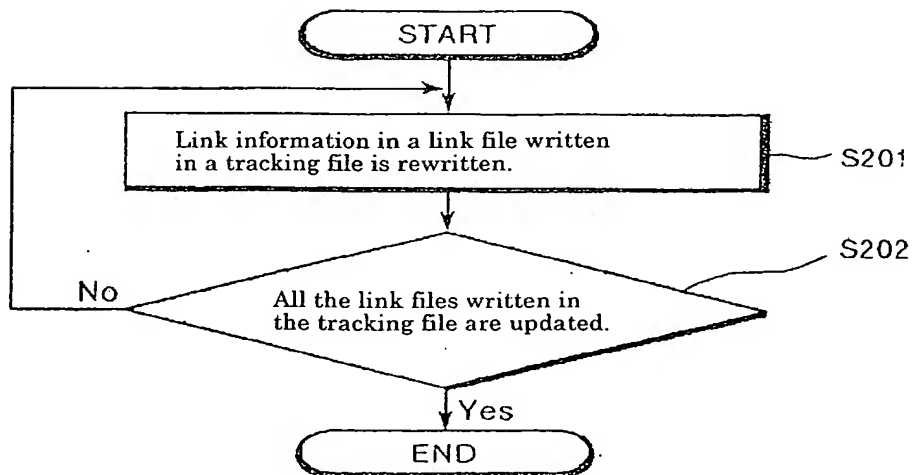 START
Link information in a link file written
in a tracking file is rewritten.
S201
S202
No
All the link files written in
the tracking file are updated.
Yes
END